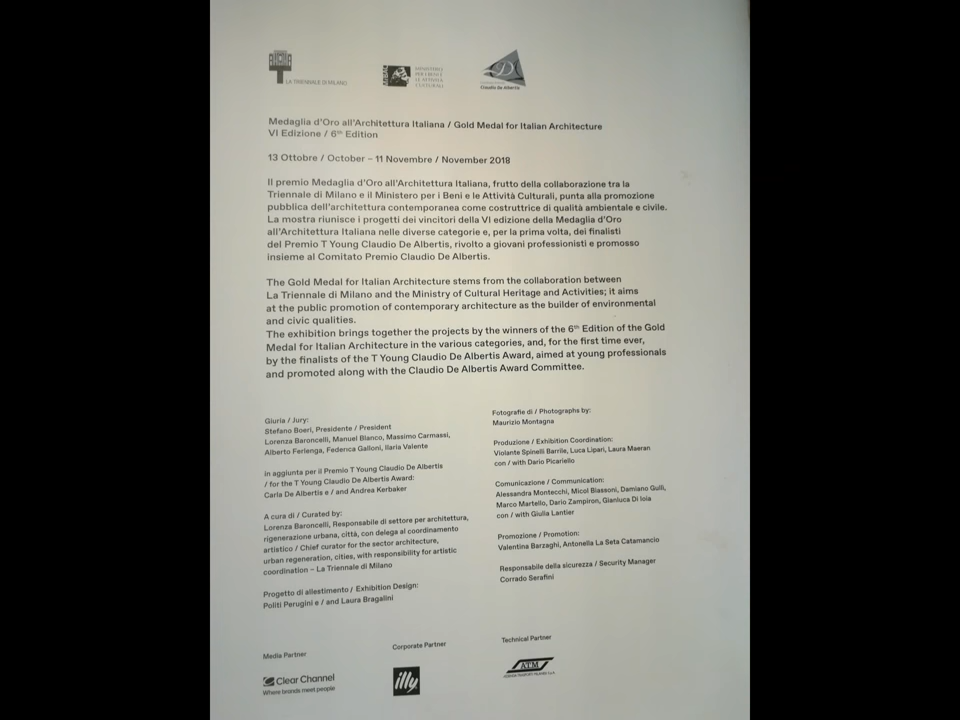 LA TRIENNALE DI MILANO
MiBAC
MINISTERO
PER I BENI E
LE ATTIVITÀ
CULTURALI
Claudio De Albertis
Medaglia d'Oro all'Architettura Italiana / Gold Medal for Italian Architecture
VI Edizione / 6th Edition
13 Ottobre / October – 11 Novembre / November 2018
Il premio Medaglia d'Oro all'Architettura Italiana, frutto della collaborazione tra la
Triennale di Milano e il Ministero per i Beni e le Attività Culturali, punta alla promozione
pubblica dell'architettura contemporanea come costruttrice di qualità ambientale e civile.
La mostra riunisce i progetti dei vincitori della VI edizione della Medaglia d'Oro
all'Architettura Italiana nelle diverse categorie e, per la prima volta, dei finalisti
del Premio T Young Claudio De Albertis, rivolto a giovani professionisti e promosso
insieme al Comitato Premio Claudio De Albertis.
The Gold Medal for Italian Architecture stems from the collaboration between
La Triennale di Milano and the Ministry of Cultural Heritage and Activities; it aims
at the public promotion of contemporary architecture as the builder of environmental
and civic qualities.
The exhibition brings together the projects by the winners of the 6th Edition of the Gold
Medal for Italian Architecture in the various categories, and, for the first time ever,
by the finalists of the T Young Claudio De Albertis Award, aimed at young professionals
and promoted along with the Claudio De Albertis Award Committee.
Giuria / Jury:
Stefano Boeri, Presidente / President
Lorenza Baroncelli, Manuel Blanco, Massimo Carmassi,
Alberto Ferlenga, Federica Galloni, Ilaria Valente
in aggiunta per il Premio T Young Claudio De Albertis
/ for the T Young Claudio De Albertis Award:
Carla De Albertis e / and Andrea Kerbaker
A cura di / Curated by:
Lorenza Baroncelli, Responsabile di settore per architettura,
rigenerazione urbana, città, con delega al coordinamento
artistico / Chief curator for the sector architecture,
urban regeneration, cities, with responsibility for artistic
coordination – La Triennale di Milano
Progetto di allestimento / Exhibition Design:
Politi Perugini e / and Laura Bragalini
Fotografie di / Photographs by:
Maurizio Montagna
Produzione / Exhibition Coordination:
Violante Spinelli Barrile, Luca Lipari, Laura Maeran
con / with Dario Picariello
Comunicazione / Communication:
Alessandra Montecchi, Micol Biassoni, Damiano Gulli,
Marco Martello, Dario Zampiron, Gianluca Di Ioia
con / with Giulia Lantier
Promozione / Promotion:
Valentina Barzaghi, Antonella La Seta Catamancio
Responsabile della sicurezza / Security Manager
Corrado Serafini
Media Partner
Clear Channel
Where brands meet people
Corporate Partner
illy
Technical Partner
ATM